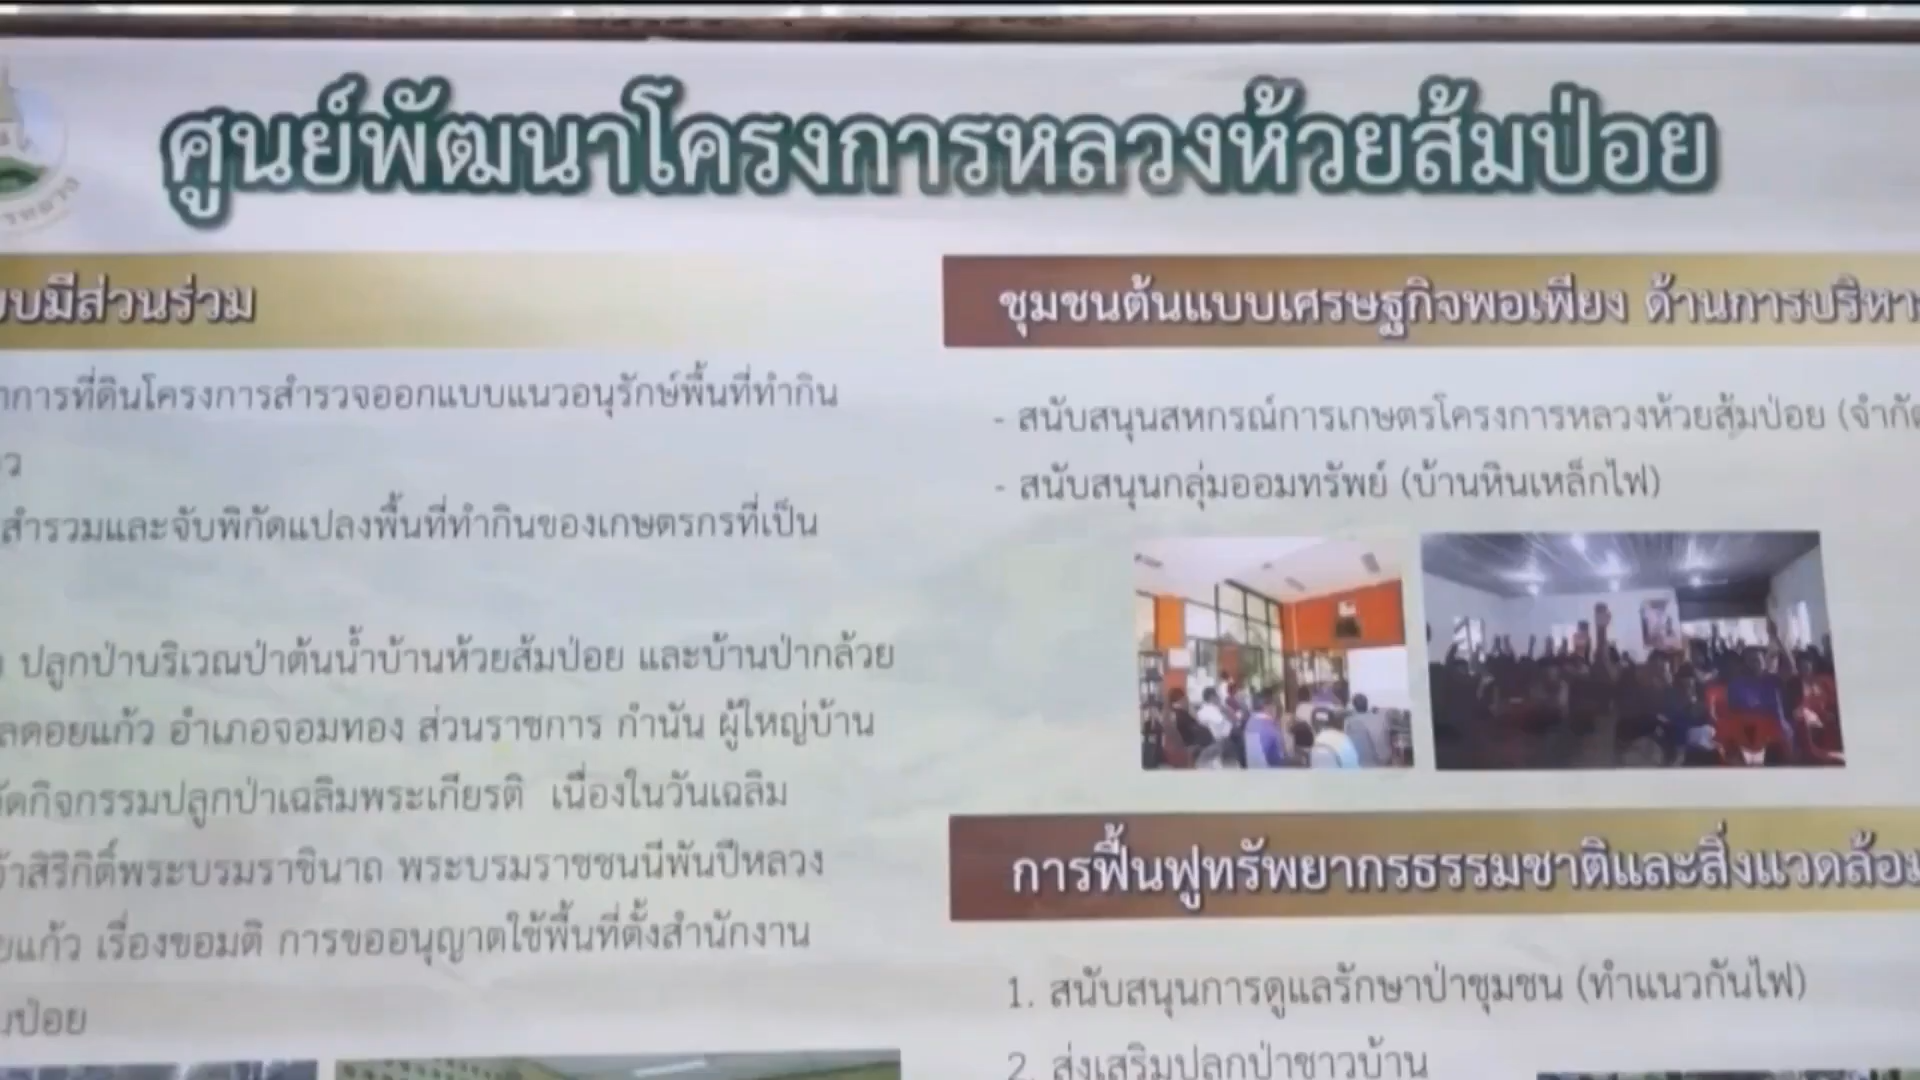 ศูนย์พัฒนาโครงการหลวงห้วยส้มป่อย
บบมีส่วนร่วม
าการที่ดินโครงการสำรวจออกแบบแนวอนุรักษ์พื้นที่ทำกิน
ว
สำรวมและจับพิกัดแปลงพื้นที่ทำกินของเกษตรกรที่เป็น
ปลูกป่าบริเวณป่าต้นน้ำบ้านห้วยส้มป่อย และบ้านป่ากล้วย
ลดอยแก้ว อำเภอจอมทอง ส่วนราชการ กำนัน ผู้ใหญ่บ้าน
ัดกิจกรรมปลูกป่าเฉลิมพระเกียรติ เนื่องในวันเฉลิม
จ้าสิริกิติ์พระบรมราชินาถ พระบรมราชชนนีพันปีหลวง
ยแก้ว เรื่องขอมติ การขออนุญาตใช้พื้นที่ตั้งสำนักงาน
มป่อย
ชุมชนต้นแบบเศรษฐกิจพอเพียง ด้านการบริหาร
- สนับสนุนสหกรณ์การเกษตรโครงการหลวงห้วยส้มป่อย (จำกัด
- สนับสนุนกลุ่มออมทรัพย์ (บ้านหินเหล็กไฟ)
การฟื้นฟูทรัพยากรธรรมชาติและสิ่งแวดล้อม
1. สนับสนุนการดูแลรักษาป่าชุมชน (ทำแนวกันไฟ)
2. ส่งเสริมปลูกป่าชาวบ้าน